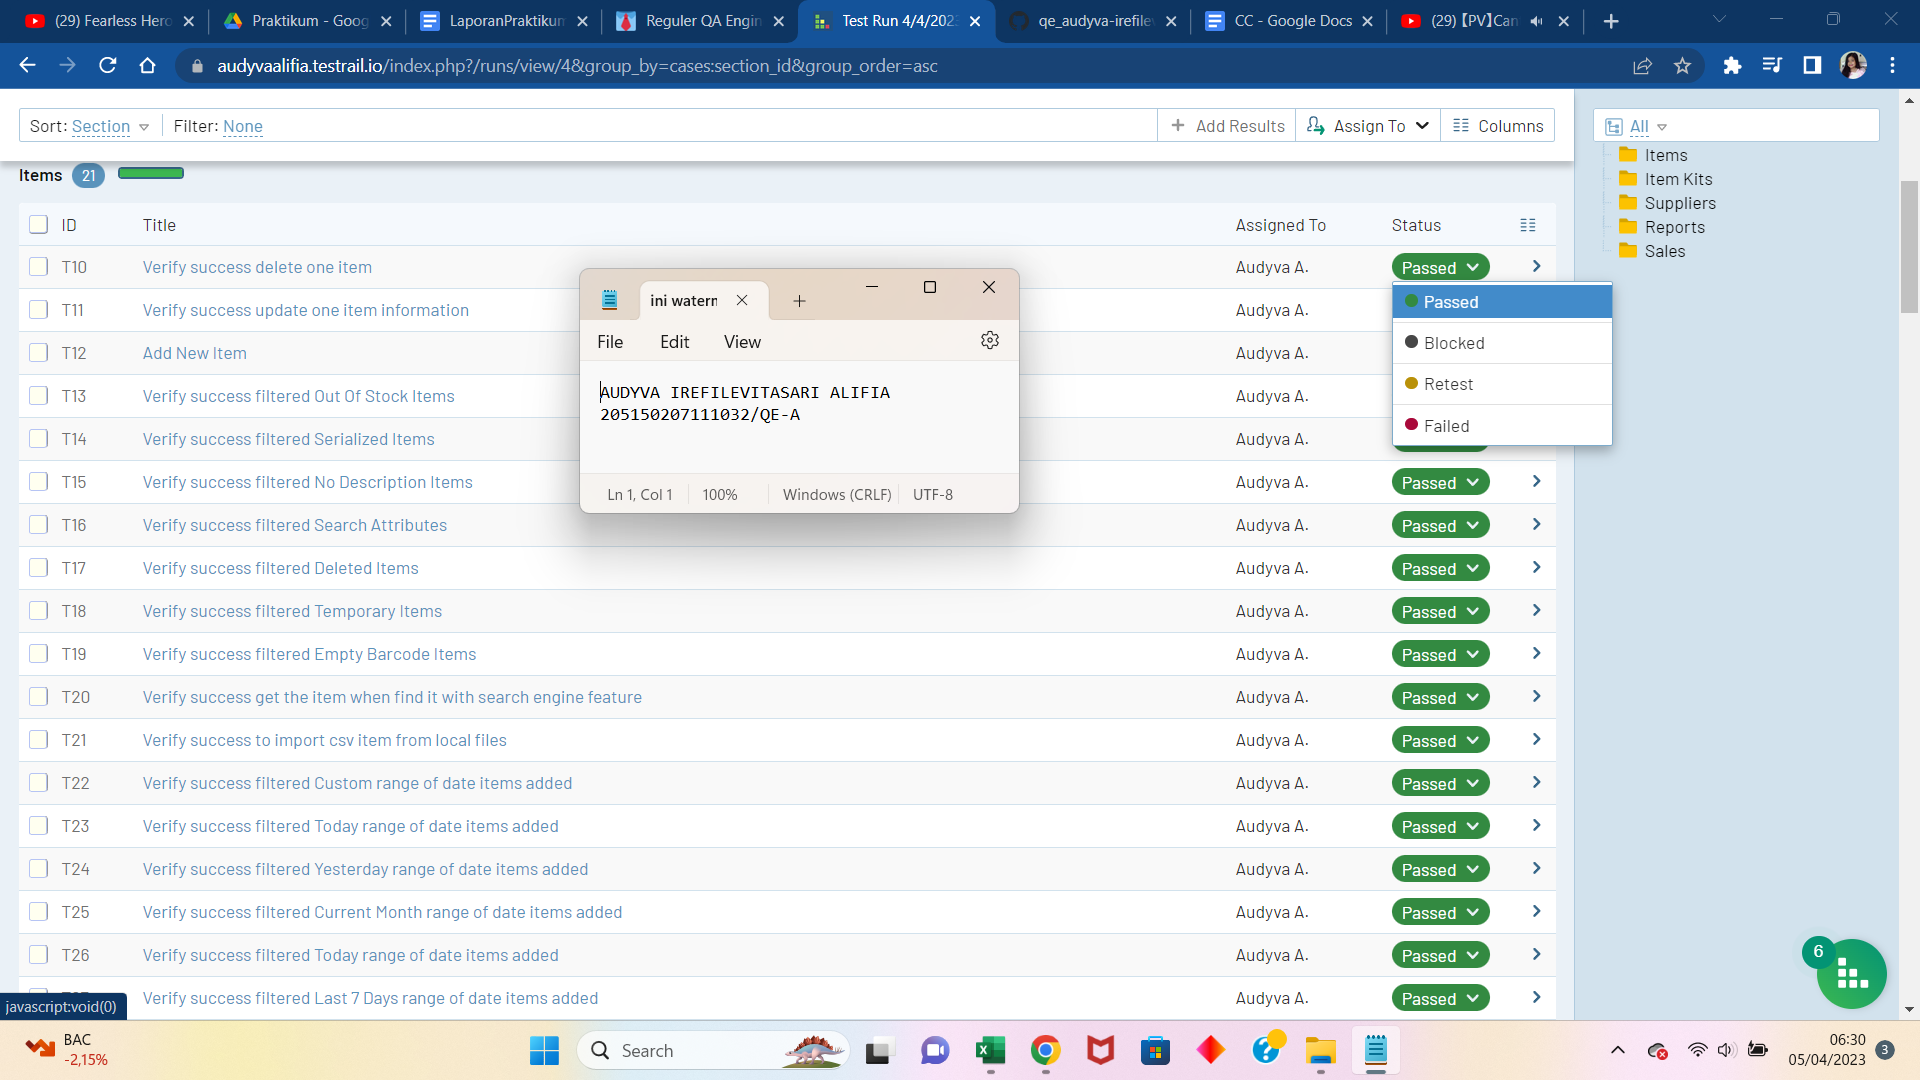 (29) Fearless Hero
Praktikum - Goog
LaporanPraktikum
Reguler QA Engin
Test Run 4/4/2023
qe_audyva-irefilev
CC - Google Docs
(29) 【PV】Can
audyvaalifia.testrail.io/index.php?/runs/view/4&group_by=cases:section_id&group_order=asc
Sort: Section Filter: None
Add Results Assign To Columns
All
Items
Item Kits
Suppliers
Reports
Sales
Items 21
ID Title Assigned To Status
T10 Verify success delete one item Audyva A. Passed
T11 Verify success update one item information Audyva A.
T12 Add New Item Audyva A.
T13 Verify success filtered Out Of Stock Items Audyva A.
T14 Verify success filtered Serialized Items Audyva A.
T15 Verify success filtered No Description Items Audyva A. Passed
T16 Verify success filtered Search Attributes Audyva A. Passed
T17 Verify success filtered Deleted Items Audyva A. Passed
T18 Verify success filtered Temporary Items Audyva A. Passed
T19 Verify success filtered Empty Barcode Items Audyva A. Passed
T20 Verify success get the item when find it with search engine feature Audyva A. Passed
T21 Verify success to import csv item from local files Audyva A. Passed
T22 Verify success filtered Custom range of date items added Audyva A. Passed
T23 Verify success filtered Today range of date items added Audyva A. Passed
T24 Verify success filtered Yesterday range of date items added Audyva A. Passed
T25 Verify success filtered Current Month range of date items added Audyva A. Passed
T26 Verify success filtered Today range of date items added Audyva A. Passed
Verify success filtered Last 7 Days range of date items added Audyva A. Passed
Passed
Blocked
Retest
Failed
ini watern
File Edit View
AUDYVA IREFILEVITASARI ALIFIA
205150207111032/QE-A
Ln 1, Col 1 100% Windows (CRLF) UTF-8
6
javascript:void(0)
BAC
-2,15%
Search
06:30
05/04/2023
3